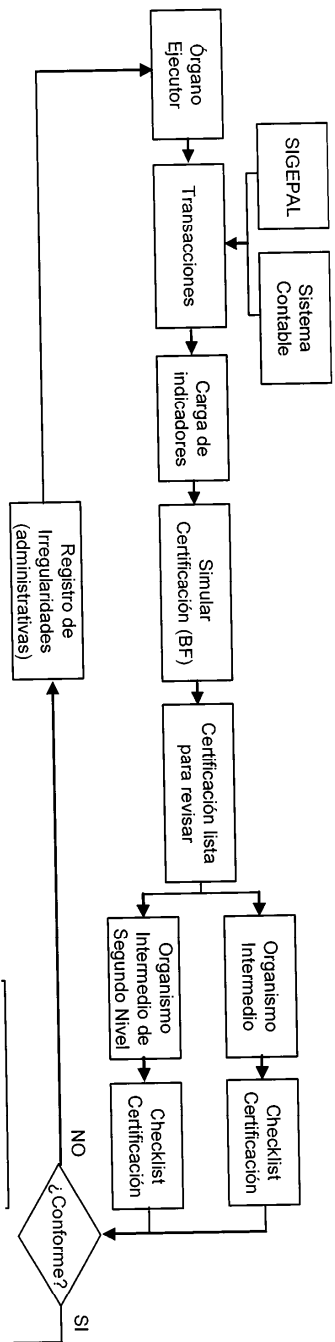 SIGEPAL
Sistema
Contable
Órgano
Ejecutor
Transacciones
Carga de
indicadores
Simular
Certificación (BF)
Certificación lista
para revisar
Organismo
Intermedio
Checklist
Certificación
Organismo
Intermedio de
Segundo Nivel
Checklist
Certificación
¿Conforme?
NO
SI
Registro de
Irregularidades
(administrativas)